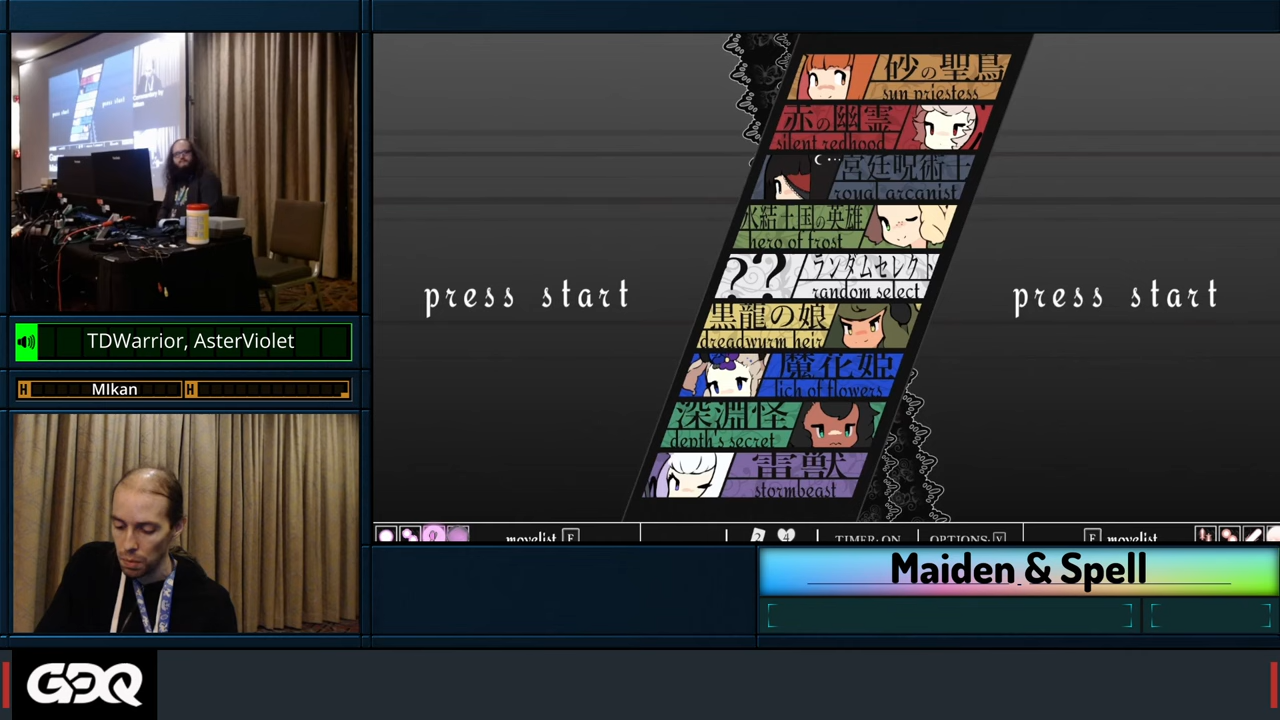 砂の聖鳥
sun priestess
赤の幽霊
silent redhood
宮廷呪術士
royal arcanist
氷結王国の英雄
hero of frost
??
ランダムセレクト
random select
press start
press start
黒龍の娘
dreadwurm heir
魔花姫
lich of flowers
深淵怪
depth's secret
雷獣
stormbeast
movelist F
2
4
TIMER:ON
OPTIONS:V
F movelist
TDWarrior, AsterViolet
H MIkan H
Maiden & Spell
GDQ